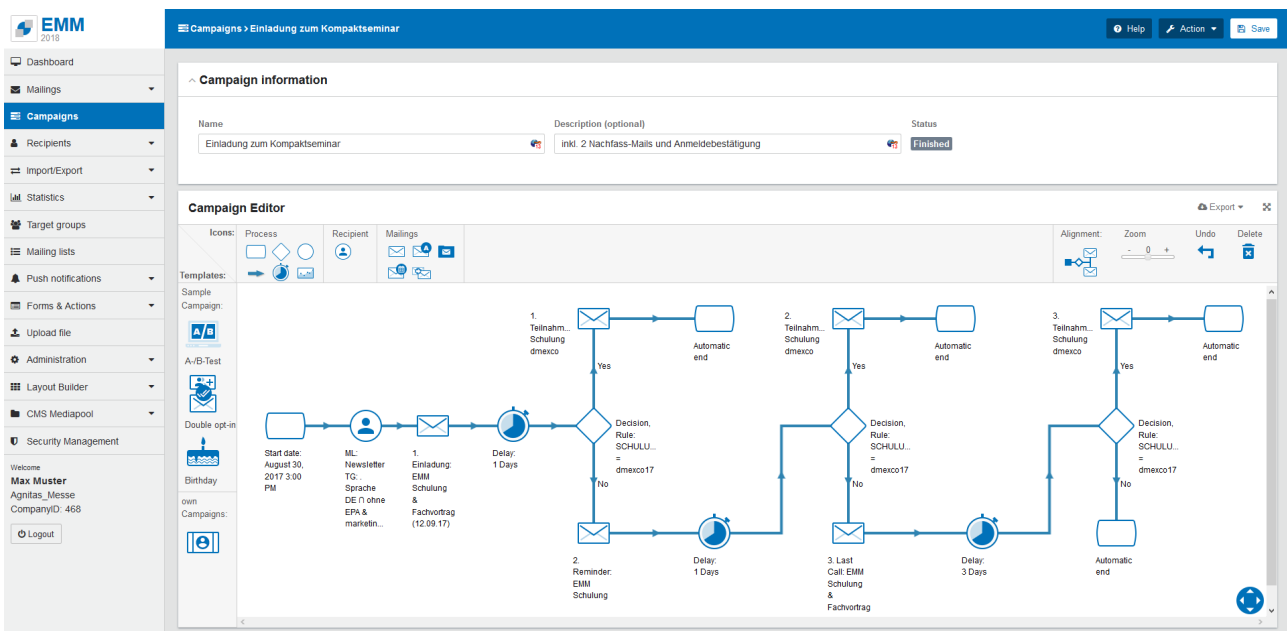 EMM
2018
Campaigns > Einladung zum Kompaktseminar
Help
Action
Save
Dashboard
Mailings
Campaigns
Recipients
Import/Export
Statistics
Target groups
Mailing lists
Push notifications
Forms & Actions
Upload file
Administration
Layout Builder
CMS Mediapool
Security Management
Welcome
Max Muster
Agnitas_Messe
CompanyID: 468
Logout
Campaign information
Name
Description (optional)
Status
Einladung zum Kompaktseminar
inkl. 2 Nachfass-Mails und Anmeldebestätigung
Finished
Campaign Editor
Export
Icons:
Process
Recipient
Mailings
Alignment:
Zoom
Undo
Delete
- 0 +
Templates:
Sample
Campaign:
A/B
A-/B-Test
Double opt-in
Birthday
own
Campaigns:
Start date:
August 30,
2017 3:00
PM
ML:
Newsletter
TG: .
Sprache
DE ∩ ohne
EPA &
marketin...
1.
Einladung:
EMM
Schulung
&
Fachvortrag
(12.09.17)
Delay:
1 Days
1.
Teilnahm...
Schulung
dmexco
Automatic
end
Yes
Decision,
Rule:
SCHULU...
=
dmexco17
No
2.
Reminder:
EMM
Schulung
Delay:
1 Days
2.
Teilnahm...
Schulung
dmexco
Automatic
end
Yes
Decision,
Rule:
SCHULU...
=
dmexco17
No
3. Last
Call: EMM
Schulung
&
Fachvortrag
Delay:
3 Days
3.
Teilnahm...
Schulung
dmexco
Automatic
end
Yes
Decision,
Rule:
SCHULU...
=
dmexco17
No
Automatic
end